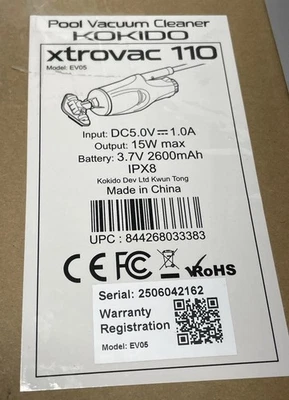 Pool Vacuum Cleaner
KOKIDO
xtrovac 110
Model: EV05
Input: DC5.0V⎓1.0A
Output: 15W max
Battery: 3.7V 2600mAh
IPX8
Kokido Dev Ltd Kwun Tong
Made in China
UPC : 844268033383
CE FC RoHS
Serial: 2506042162
Warranty
Registration
Model: EV05